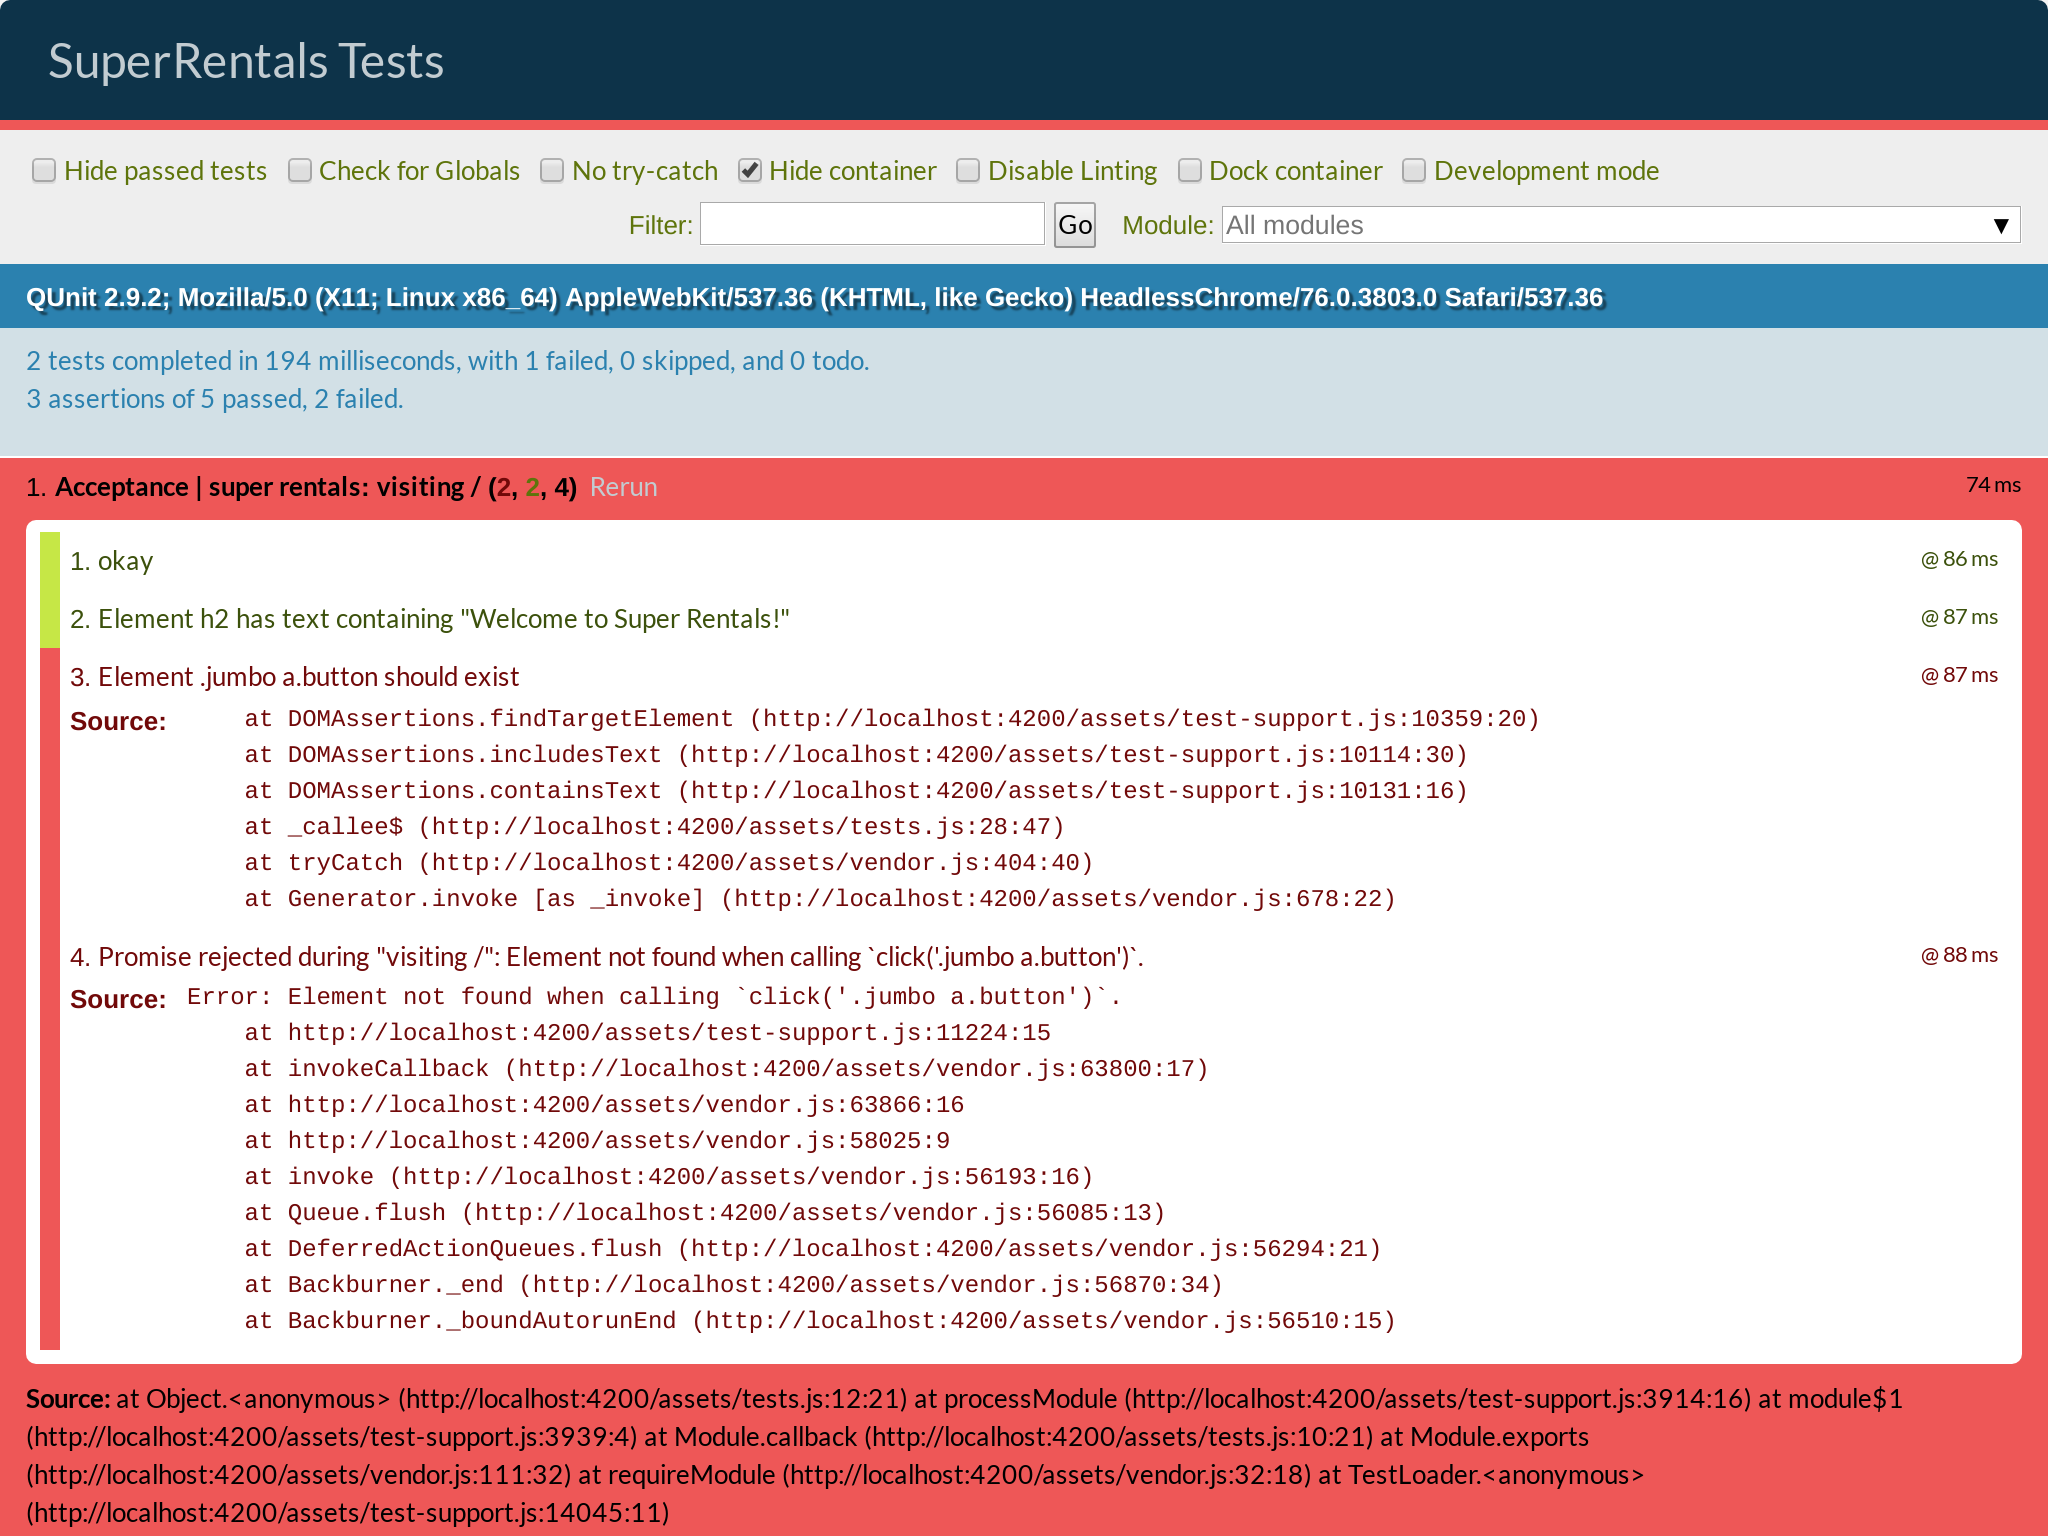 SuperRentals Tests
Hide passed tests Check for Globals No try-catch Hide container Disable Linting Dock container Development mode
Filter: Go Module: All modules ▼
QUnit 2.9.2; Mozilla/5.0 (X11; Linux x86_64) AppleWebKit/537.36 (KHTML, like Gecko) HeadlessChrome/76.0.3803.0 Safari/537.36
2 tests completed in 194 milliseconds, with 1 failed, 0 skipped, and 0 todo.
3 assertions of 5 passed, 2 failed.
1. Acceptance | super rentals: visiting / (2, 2, 4) Rerun 74 ms
1. okay @ 86 ms
2. Element h2 has text containing "Welcome to Super Rentals!" @ 87 ms
3. Element .jumbo a.button should exist @ 87 ms
Source: at DOMAssertions.findTargetElement (http://localhost:4200/assets/test-support.js:10359:20)
at DOMAssertions.includesText (http://localhost:4200/assets/test-support.js:10114:30)
at DOMAssertions.containsText (http://localhost:4200/assets/test-support.js:10131:16)
at _callee$ (http://localhost:4200/assets/tests.js:28:47)
at tryCatch (http://localhost:4200/assets/vendor.js:404:40)
at Generator.invoke [as _invoke] (http://localhost:4200/assets/vendor.js:678:22)
4. Promise rejected during "visiting /": Element not found when calling `click('.jumbo a.button')`. @ 88 ms
Source: Error: Element not found when calling `click('.jumbo a.button')`.
at http://localhost:4200/assets/test-support.js:11224:15
at invokeCallback (http://localhost:4200/assets/vendor.js:63800:17)
at http://localhost:4200/assets/vendor.js:63866:16
at http://localhost:4200/assets/vendor.js:58025:9
at invoke (http://localhost:4200/assets/vendor.js:56193:16)
at Queue.flush (http://localhost:4200/assets/vendor.js:56085:13)
at DeferredActionQueues.flush (http://localhost:4200/assets/vendor.js:56294:21)
at Backburner._end (http://localhost:4200/assets/vendor.js:56870:34)
at Backburner._boundAutorunEnd (http://localhost:4200/assets/vendor.js:56510:15)
Source: at Object.<anonymous> (http://localhost:4200/assets/tests.js:12:21) at processModule (http://localhost:4200/assets/test-support.js:3914:16) at module$1
(http://localhost:4200/assets/test-support.js:3939:4) at Module.callback (http://localhost:4200/assets/tests.js:10:21) at Module.exports
(http://localhost:4200/assets/vendor.js:111:32) at requireModule (http://localhost:4200/assets/vendor.js:32:18) at TestLoader.<anonymous>
(http://localhost:4200/assets/test-support.js:14045:11)